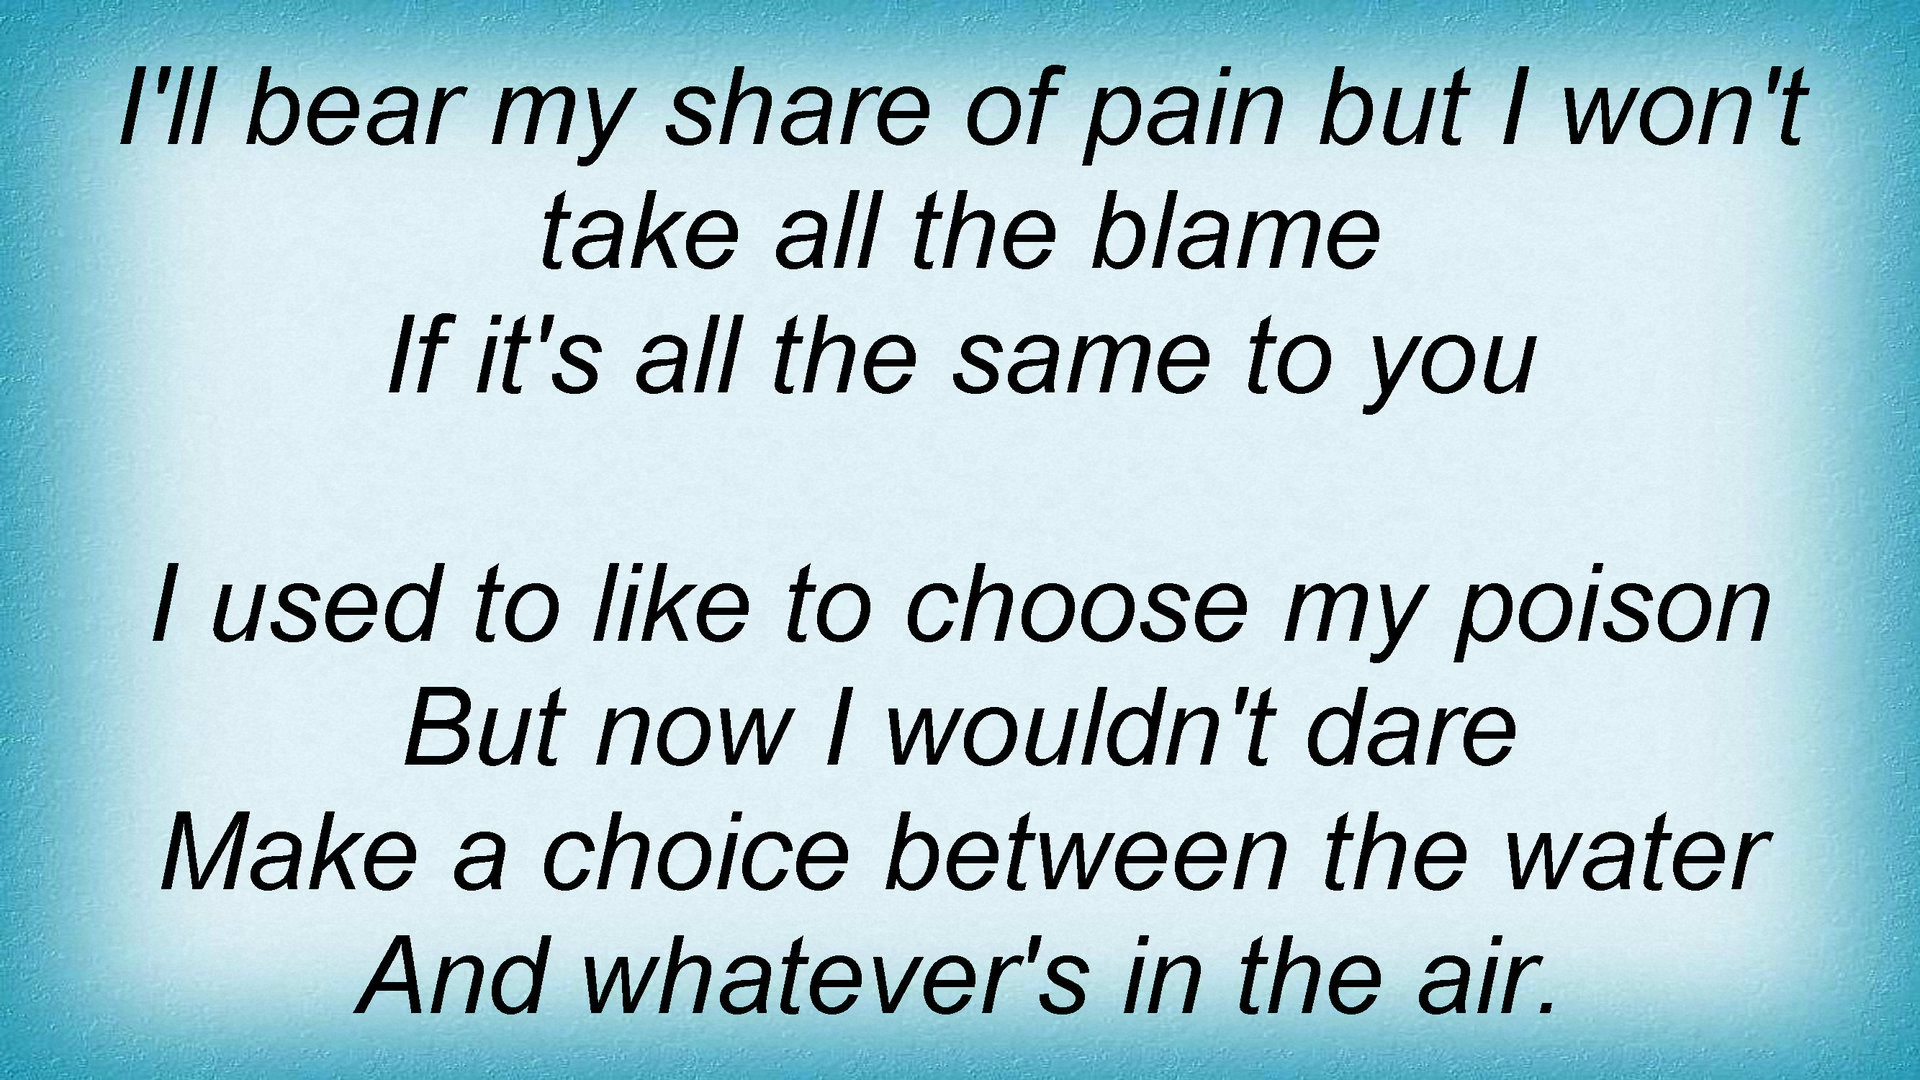 I'll bear my share of pain but I won't
take all the blame
If it's all the same to you
I used to like to choose my poison
But now I wouldn't dare
Make a choice between the water
And whatever's in the air.